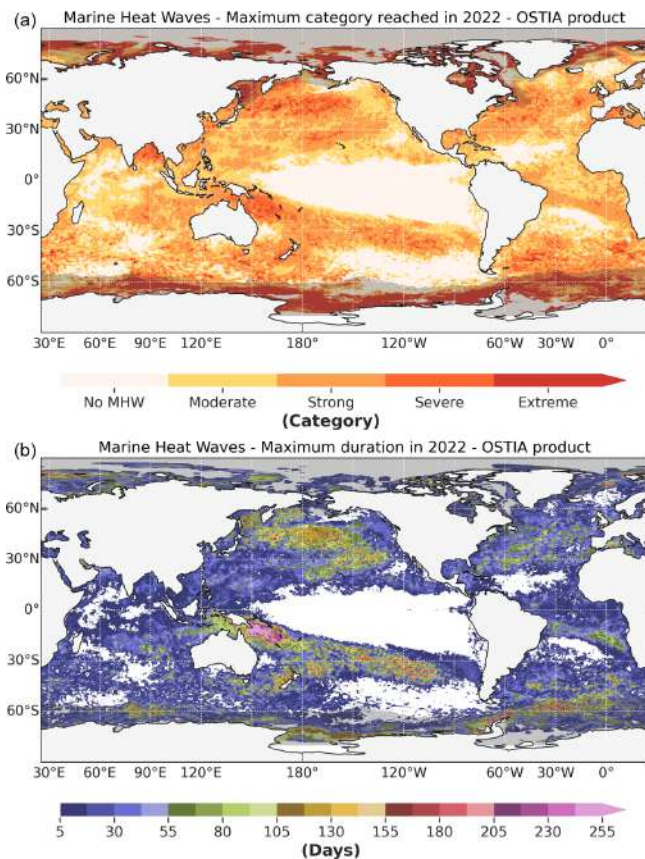 (a)
Marine Heat Waves - Maximum category reached in 2022 - OSTIA product
60°N
30°N
0°
30°S
60°S
30°E 60°E 90°E 120°E 180° 120°W 60°W 30°W 0°
No MHW Moderate Strong Severe Extreme
(Category)
(b)
Marine Heat Waves - Maximum duration in 2022 - OSTIA product
60°N
30°N
0°
30°S
60°S
30°E 60°E 90°E 120°E 180° 120°W 60°W 30°W 0°
5 30 55 80 105 130 155 180 205 230 255
(Days)